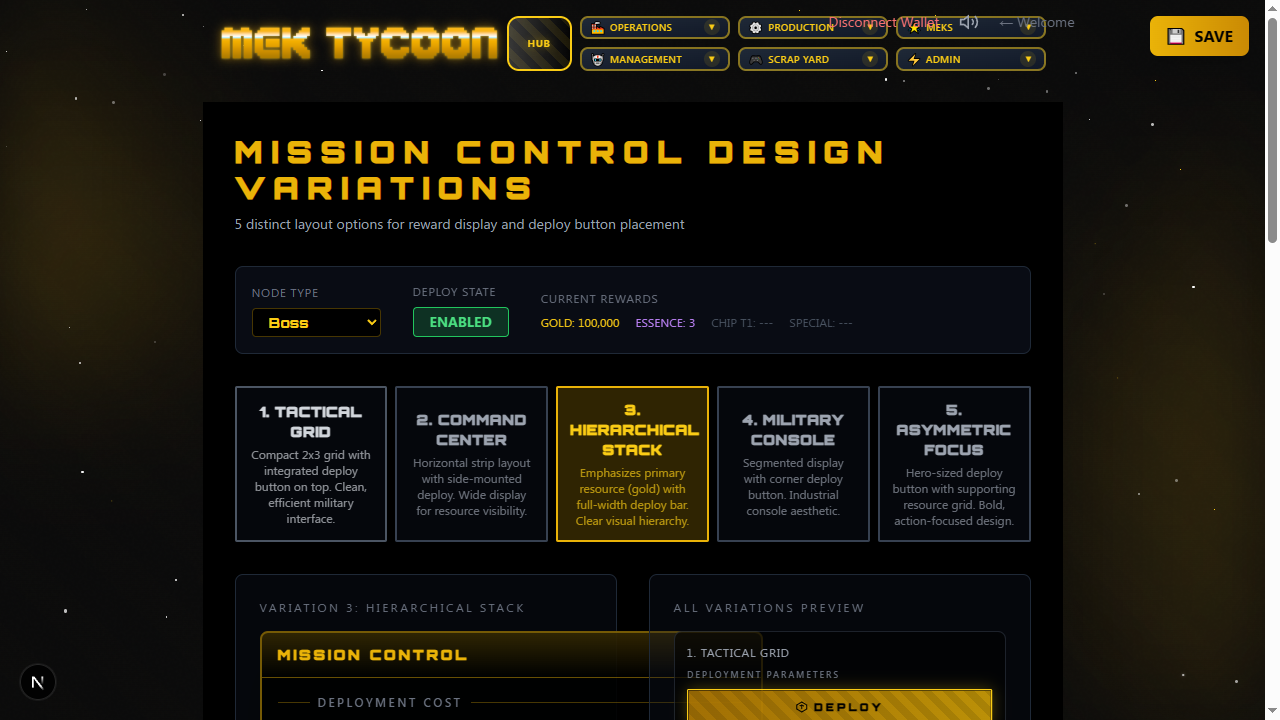 MEK TYCOON
HUB
OPERATIONS
PRODUCTION
MEKS
Disconnect Wallet
← Welcome
MANAGEMENT
SCRAP YARD
ADMIN
SAVE
MISSION CONTROL DESIGN
VARIATIONS
5 distinct layout options for reward display and deploy button placement
NODE TYPE
Boss
DEPLOY STATE
ENABLED
CURRENT REWARDS
GOLD: 100,000 ESSENCE: 3 CHIP T1: --- SPECIAL: ---
1. TACTICAL
GRID
Compact 2x3 grid with
integrated deploy
button on top. Clean,
efficient military
interface.
2. COMMAND
CENTER
Horizontal strip layout
with side-mounted
deploy. Wide display
for resource visibility.
3.
HIERARCHICAL
STACK
Emphasizes primary
resource (gold) with
full-width deploy bar.
Clear visual hierarchy.
4. MILITARY
CONSOLE
Segmented display
with corner deploy
button. Industrial
console aesthetic.
5.
ASYMMETRIC
FOCUS
Hero-sized deploy
button with supporting
resource grid. Bold,
action-focused design.
VARIATION 3: HIERARCHICAL STACK
MISSION CONTROL
DEPLOYMENT COST
ALL VARIATIONS PREVIEW
1. TACTICAL GRID
DEPLOYMENT PARAMETERS
DEPLOY
N